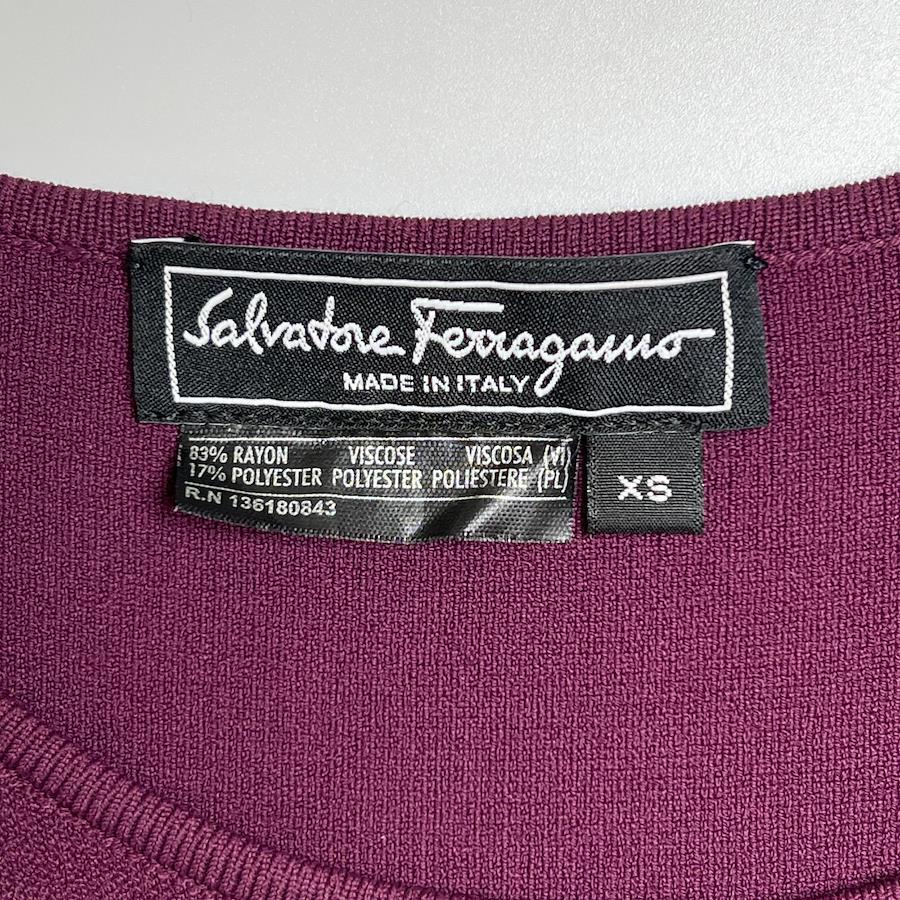 Salvatore Ferragamo
MADE IN ITALY
83% RAYON VISCOSE VISCOSA (VI)
17% POLYESTER POLYESTER POLIESTERE (PL)
R.N 136180843
XS